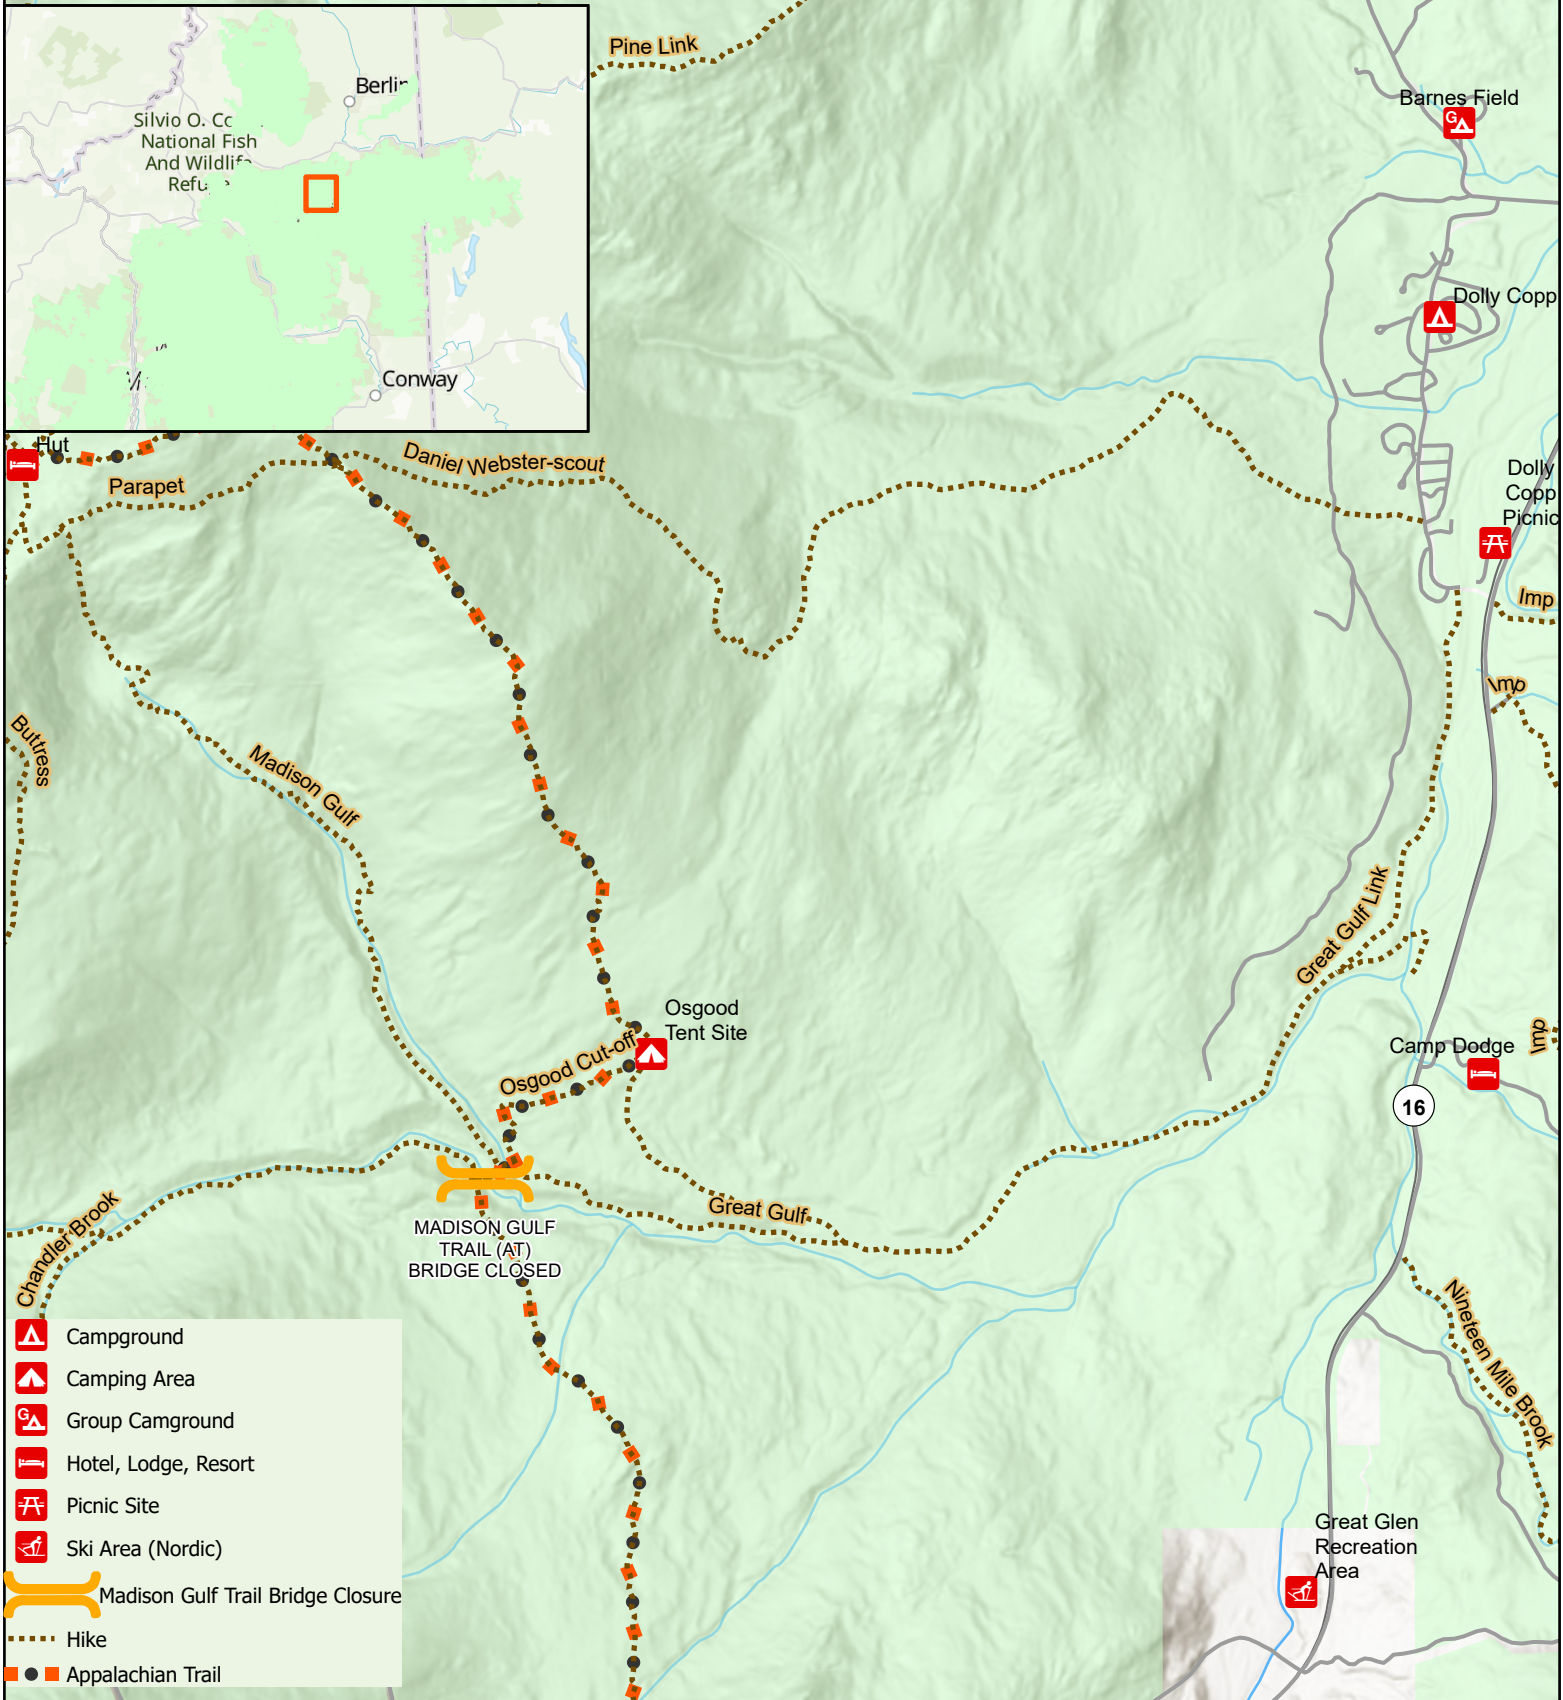 Pine Link
Berlin
Silvio O. Co
National Fish
And Wildlife
Refuge
Conway
Barnes Field
G
Dolly Copp
Hut
Daniel Webster-scout
Parapet
Dolly
Copp
Picnic
Imp
Imp
Buttress
Madison Gulf
Great Gulf Link
Osgood
Tent Site
Osgood Cut-off
Imp
Camp Dodge
16
Great Gulf
Chandler Brook
MADISON GULF
TRAIL (AT)
BRIDGE CLOSED
Nineteen Mile Brook
Great Glen
Recreation
Area
Campground
Camping Area
G
Group Camground
Hotel, Lodge, Resort
Picnic Site
Ski Area (Nordic)
Madison Gulf Trail Bridge Closure
Hike
Appalachian Trail